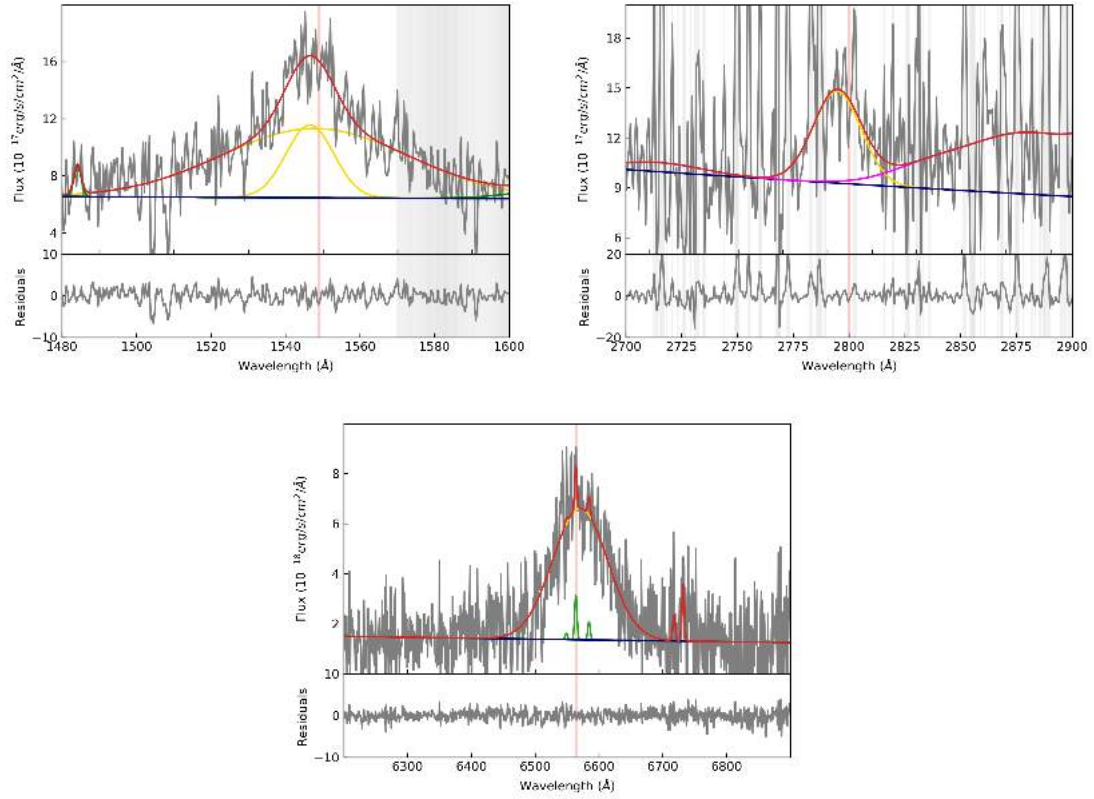 16
12
8
4
Flux (10⁻¹⁷erg/s/cm²/Å)
10
0
−10
Residuals
1480 1500 1520 1540 1560 1580 1600
Wavelength (Å)
18
15
12
9
6
Flux (10⁻¹⁷erg/s/cm²/Å)
20
0
−20
Residuals
2700 2725 2750 2775 2800 2825 2850 2875 2900
Wavelength (Å)
8
6
4
2
Flux (10⁻¹⁸erg/s/cm²/Å)
10
0
−10
Residuals
6300 6400 6500 6600 6700 6800
Wavelength (Å)